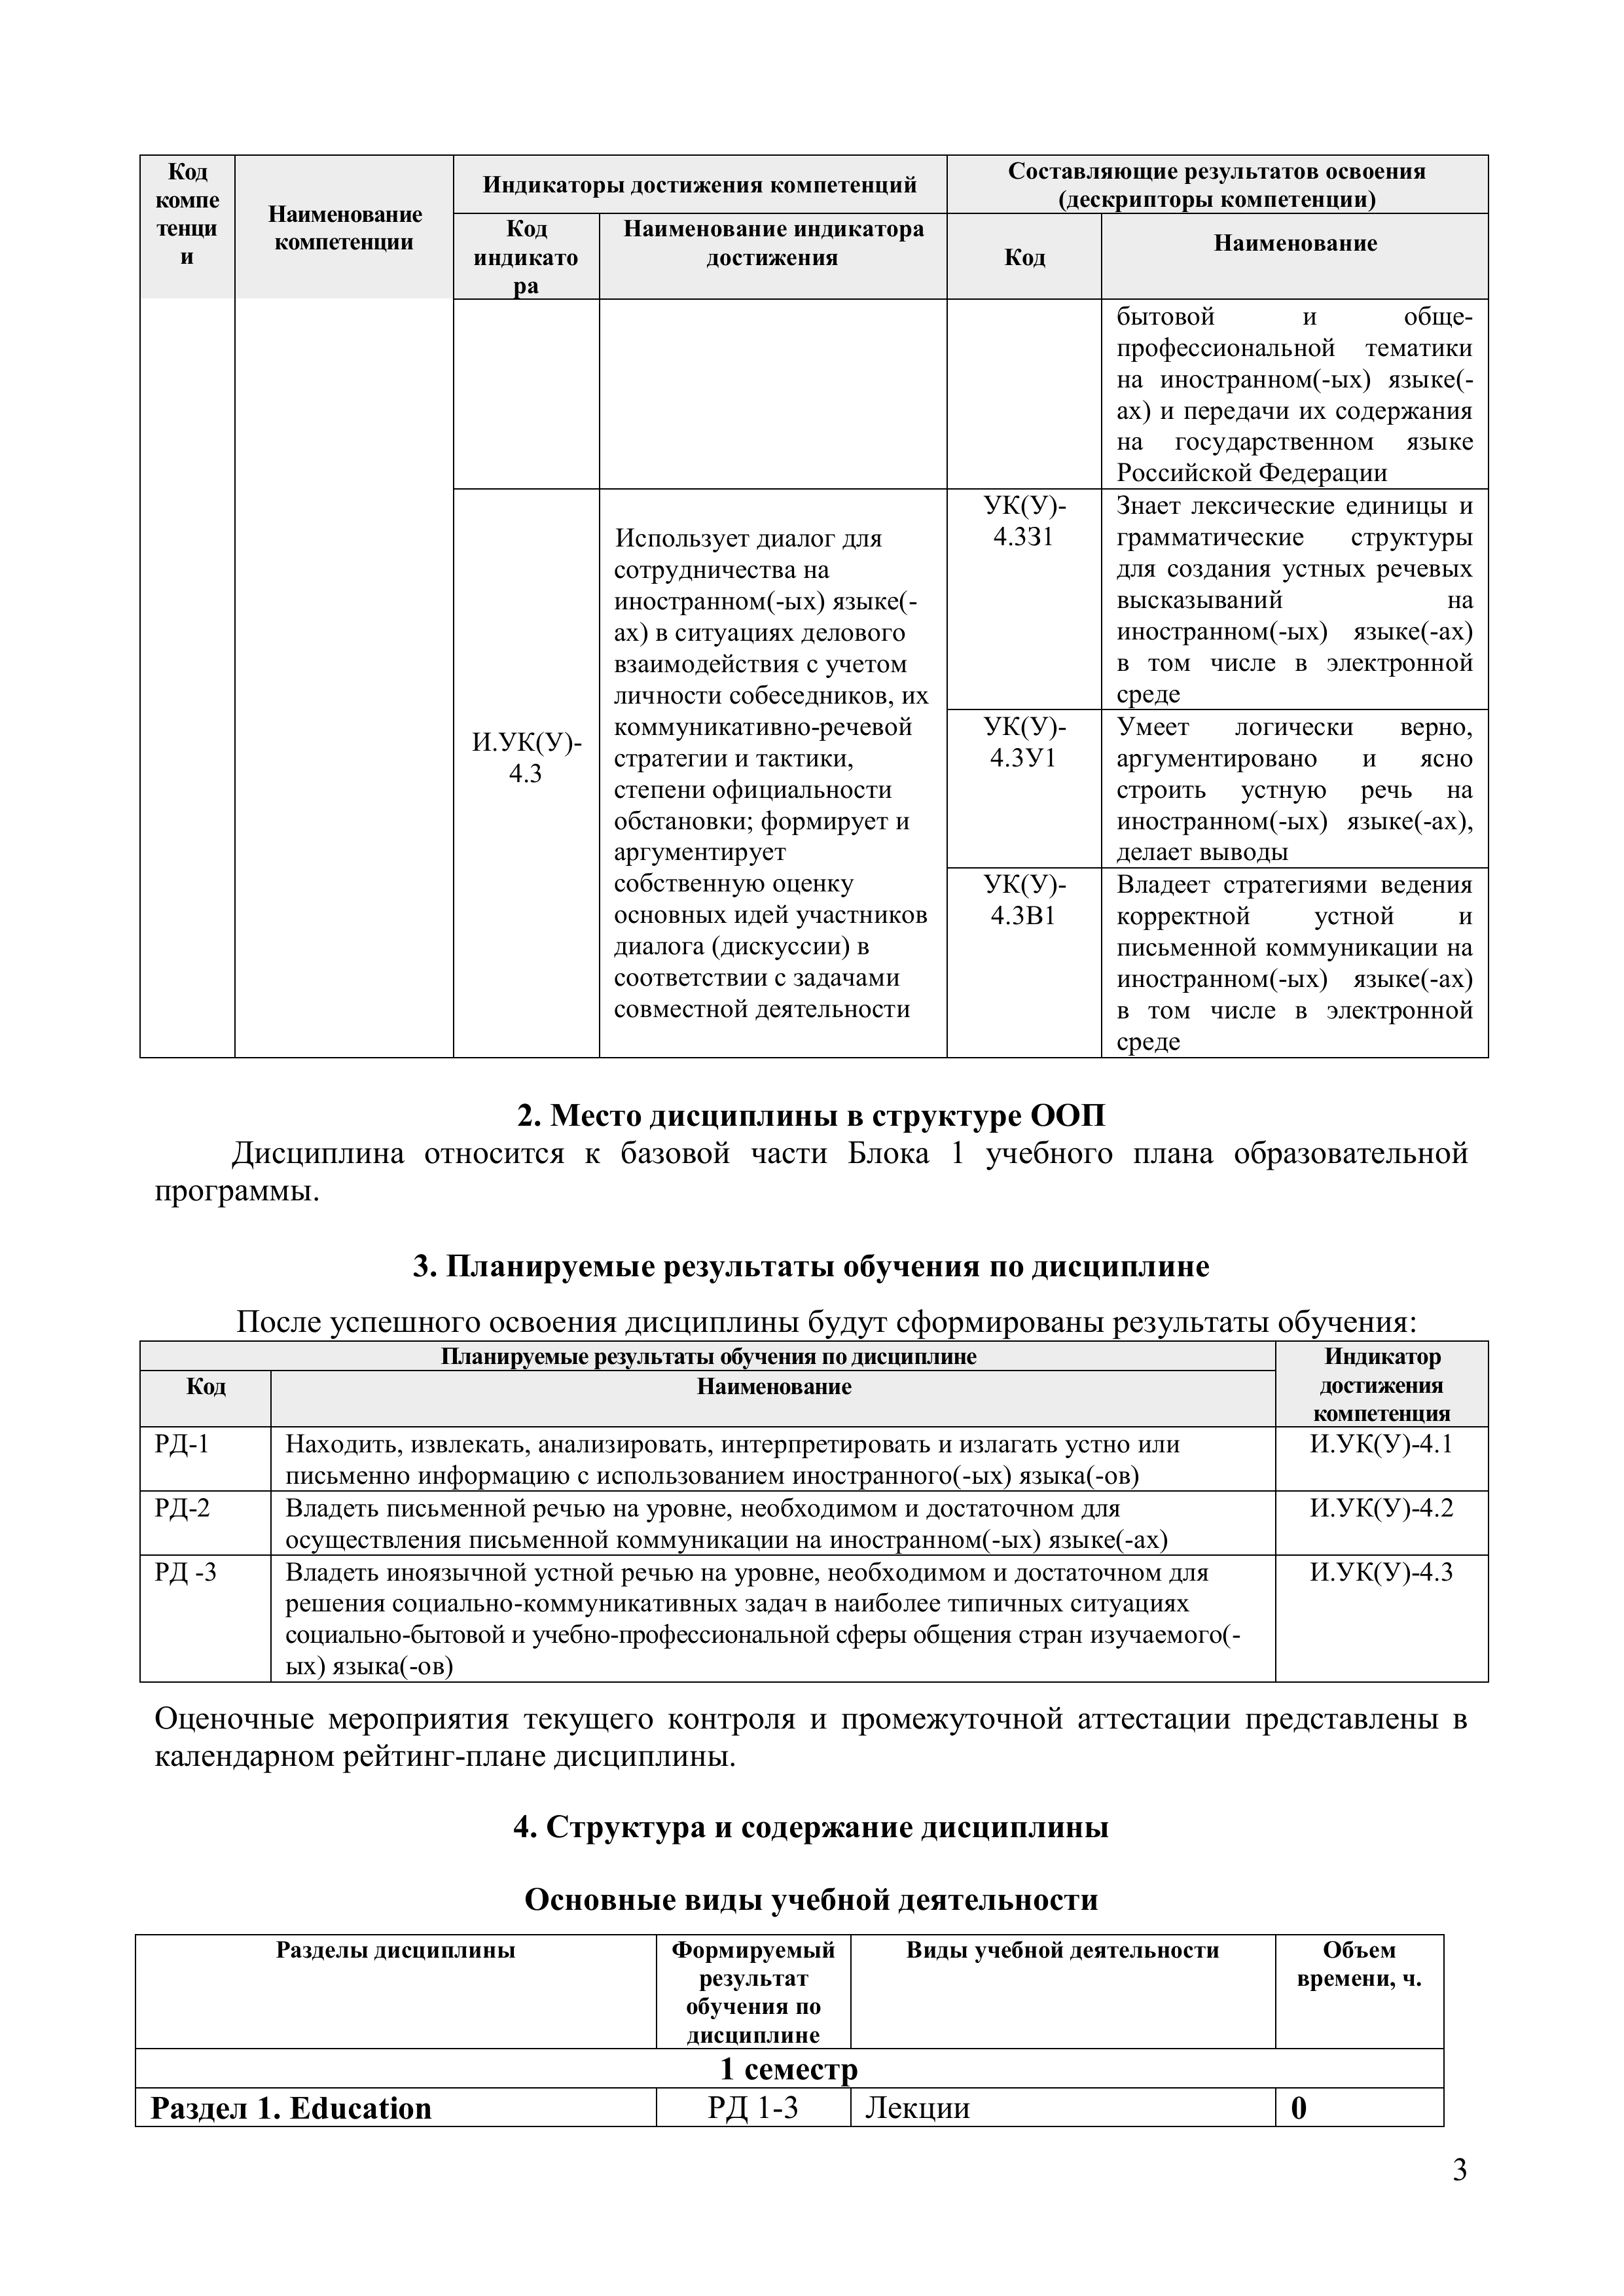 Код
компе
тенци
и
Наименование
компетенции
Индикаторы достижения компетенций
Составляющие результатов освоения
(дескрипторы компетенции)
Код
индикато
ра
Наименование индикатора
достижения
Код
Наименование
бытовой и обще-
профессиональной тематики
на иностранном(-ых) языке(-
ах) и передачи их содержания
на государственном языке
Российской Федерации
И.УК(У)-
4.3
Использует диалог для
сотрудничества на
иностранном(-ых) языке(-
ах) в ситуациях делового
взаимодействия с учетом
личности собеседников, их
коммуникативно-речевой
стратегии и тактики,
степени официальности
обстановки; формирует и
аргументирует
собственную оценку
основных идей участников
диалога (дискуссии) в
соответствии с задачами
совместной деятельности
УК(У)-
4.3З1
Знает лексические единицы и
грамматические структуры
для создания устных речевых
высказываний на
иностранном(-ых) языке(-ах)
в том числе в электронной
среде
УК(У)-
4.3У1
Умеет логически верно,
аргументировано и ясно
строить устную речь на
иностранном(-ых) языке(-ах),
делает выводы
УК(У)-
4.3В1
Владеет стратегиями ведения
корректной устной и
письменной коммуникации на
иностранном(-ых) языке(-ах)
в том числе в электронной
среде
2. Место дисциплины в структуре ООП
Дисциплина относится к базовой части Блока 1 учебного плана образовательной
программы.
3. Планируемые результаты обучения по дисциплине
После успешного освоения дисциплины будут сформированы результаты обучения:
Планируемые результаты обучения по дисциплине
Индикатор
достижения
компетенция
Код
Наименование
РД-1
Находить, извлекать, анализировать, интерпретировать и излагать устно или
письменно информацию с использованием иностранного(-ых) языка(-ов)
И.УК(У)-4.1
РД-2
Владеть письменной речью на уровне, необходимом и достаточном для
осуществления письменной коммуникации на иностранном(-ых) языке(-ах)
И.УК(У)-4.2
РД -3
Владеть иноязычной устной речью на уровне, необходимом и достаточном для
решения социально-коммуникативных задач в наиболее типичных ситуациях
социально-бытовой и учебно-профессиональной сферы общения стран изучаемого(-
ых) языка(-ов)
И.УК(У)-4.3
Оценочные мероприятия текущего контроля и промежуточной аттестации представлены в
календарном рейтинг-плане дисциплины.
4. Структура и содержание дисциплины
Основные виды учебной деятельности
Разделы дисциплины
Формируемый
результат
обучения по
дисциплине
Виды учебной деятельности
Объем
времени, ч.
1 семестр
Раздел 1. Education
РД 1-3
Лекции
0
3